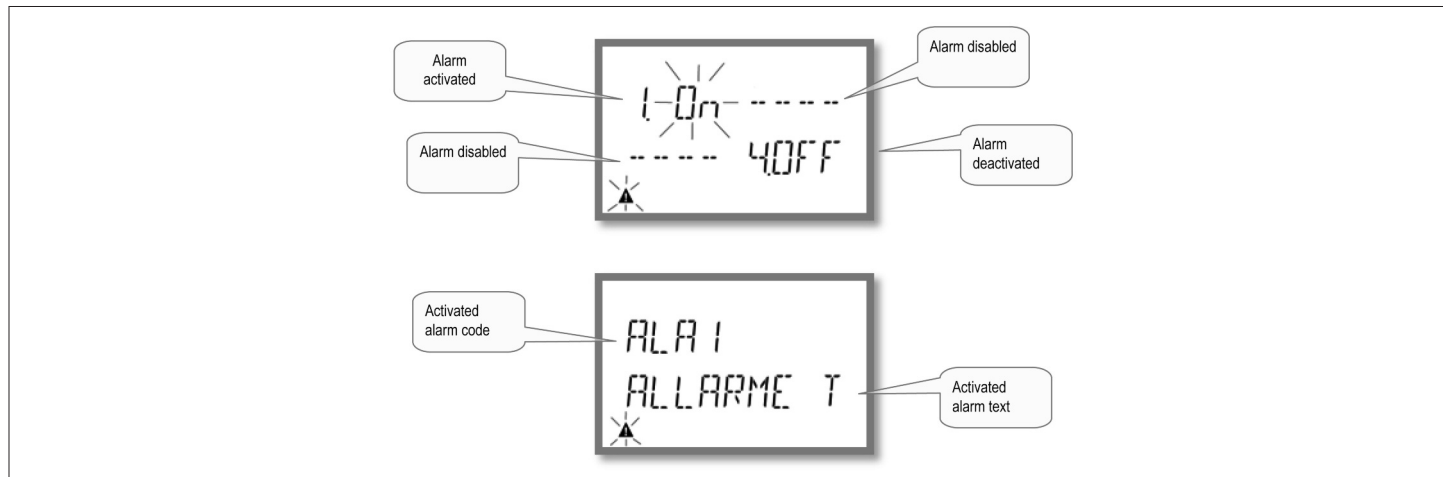 Alarm
activated
Alarm disabled
1. On - - - -
Alarm disabled
- - - - 4.OFF
Alarm
deactivated
Activated
alarm code
ALA1
ALLARME T
Activated
alarm text